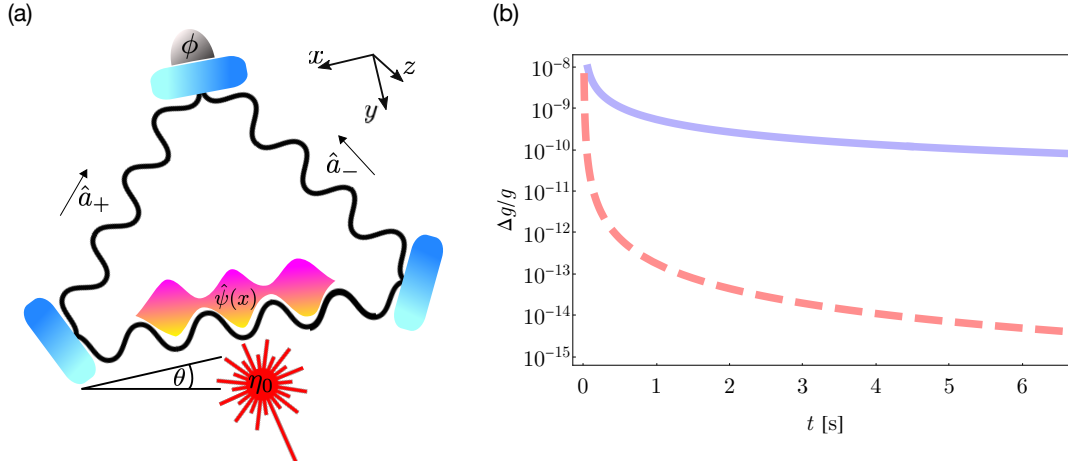 (a)
ϕ
x
z
y
â₊
â₋
ψ̂(x)
θ
η₀
(b)
Δg/g
10⁻⁸
10⁻⁹
10⁻¹⁰
10⁻¹¹
10⁻¹²
10⁻¹³
10⁻¹⁴
10⁻¹⁵
0 1 2 3 4 5 6
t [s]